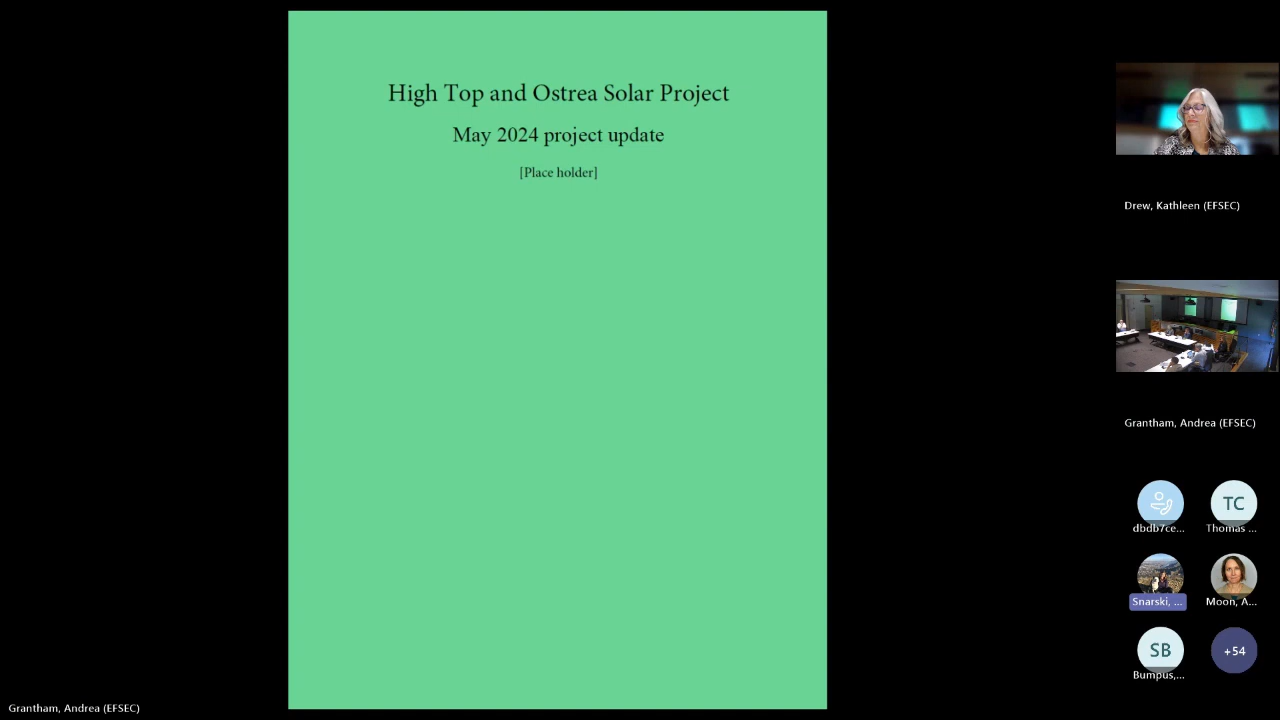 High Top and Ostrea Solar Project
May 2024 project update
[Place holder]
Drew, Kathleen (EFSEC)
Grantham, Andrea (EFSEC)
dbdb7ce...
TC
Thomas ...
Snarski, ...
Moon, A...
SB
Bumpus,...
+54
Grantham, Andrea (EFSEC)